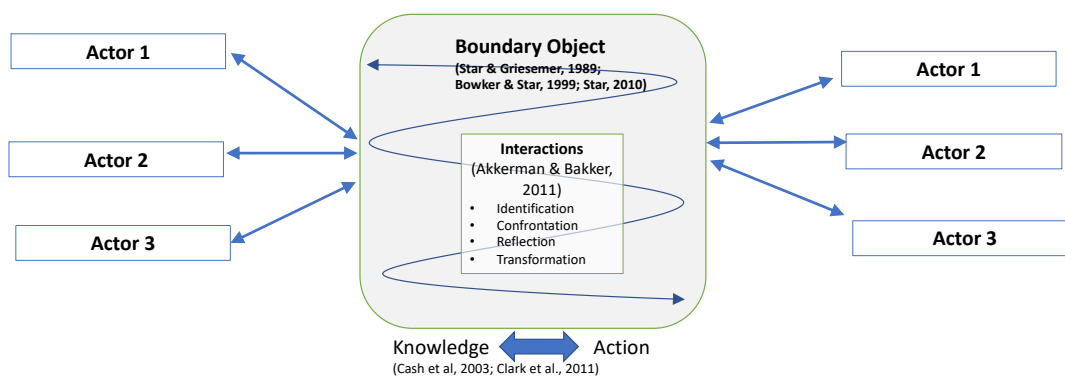 Actor 1
Actor 2
Actor 3
Boundary Object
(Star & Griesemer, 1989;
Bowker & Star, 1999; Star, 2010)
Interactions
(Akkerman & Bakker,
2011)
• Identification
• Confrontation
• Reflection
• Transformation
Actor 1
Actor 2
Actor 3
Knowledge Action
(Cash et al, 2003; Clark et al., 2011)